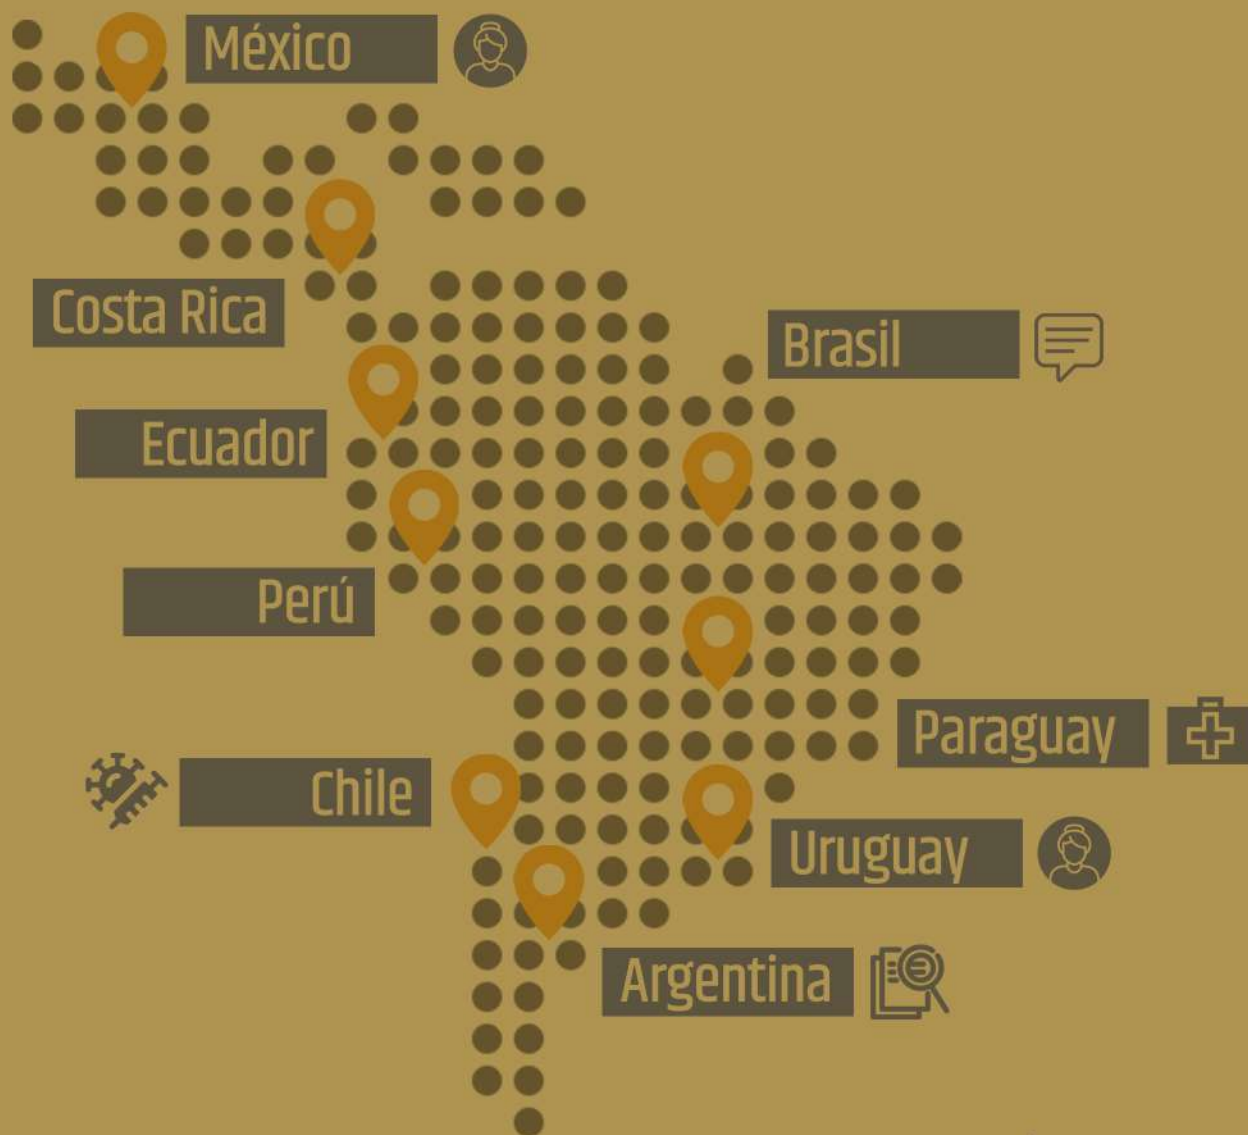 México
Costa Rica
Brasil
Ecuador
Perú
Paraguay
Chile
Uruguay
Argentina